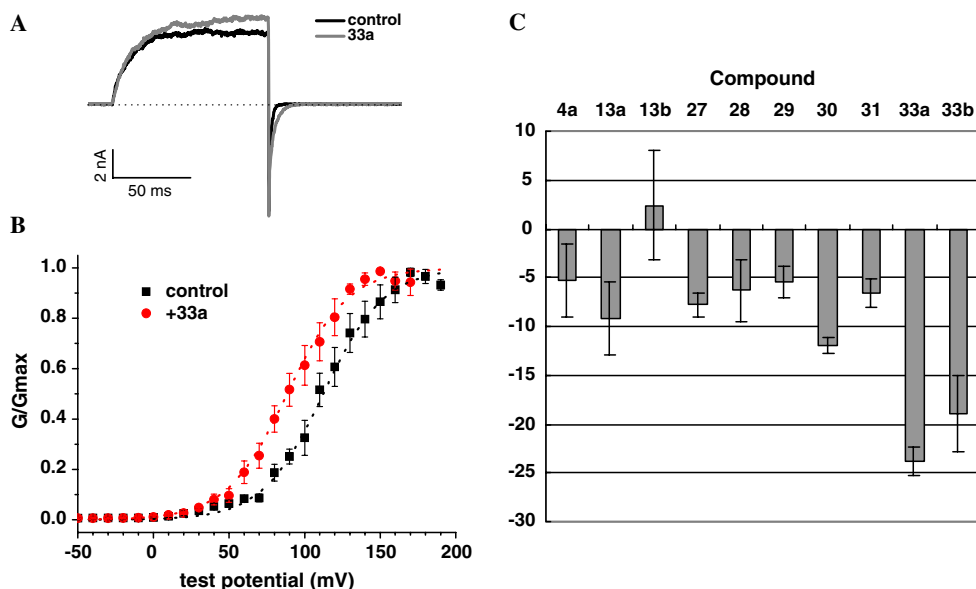 A
control
33a
2 nA
50 ms
B
1.0
0.8
0.6
0.4
0.2
0.0
G/Gmax
control
+33a
-50 0 50 100 150 200
test potential (mV)
C
Compound
4a 13a 13b 27 28 29 30 31 33a 33b
10
5
0
-5
-10
-15
-20
-25
-30